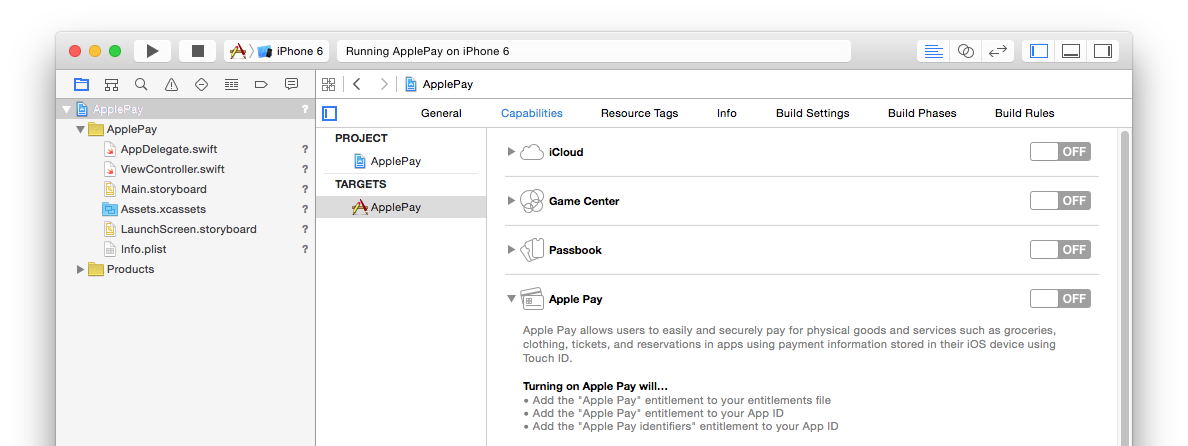 iPhone 6
Running ApplePay on iPhone 6
ApplePay
ApplePay ?
ApplePay
AppDelegate.swift ?
ViewController.swift ?
Main.storyboard ?
Assets.xcassets ?
LaunchScreen.storyboard ?
Info.plist ?
Products
General Capabilities Resource Tags Info Build Settings Build Phases Build Rules
PROJECT
ApplePay
TARGETS
ApplePay
iCloud OFF
Game Center OFF
Passbook OFF
Apple Pay OFF
Apple Pay allows users to easily and securely pay for physical goods and services such as groceries,
clothing, tickets, and reservations in apps using payment information stored in their iOS device using
Touch ID.
Turning on Apple Pay will…
• Add the "Apple Pay" entitlement to your entitlements file
• Add the "Apple Pay" entitlement to your App ID
• Add the "Apple Pay identifiers" entitlement to your App ID